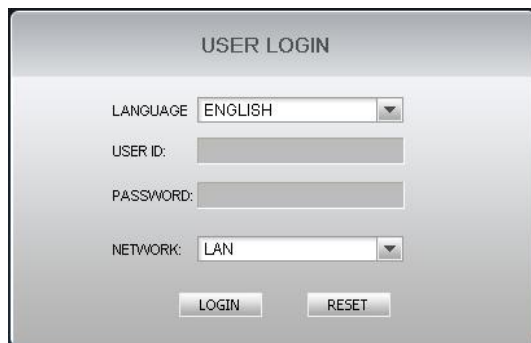 USER LOGIN
LANGUAGE ENGLISH
USER ID:
PASSWORD:
NETWORK: LAN
LOGIN RESET